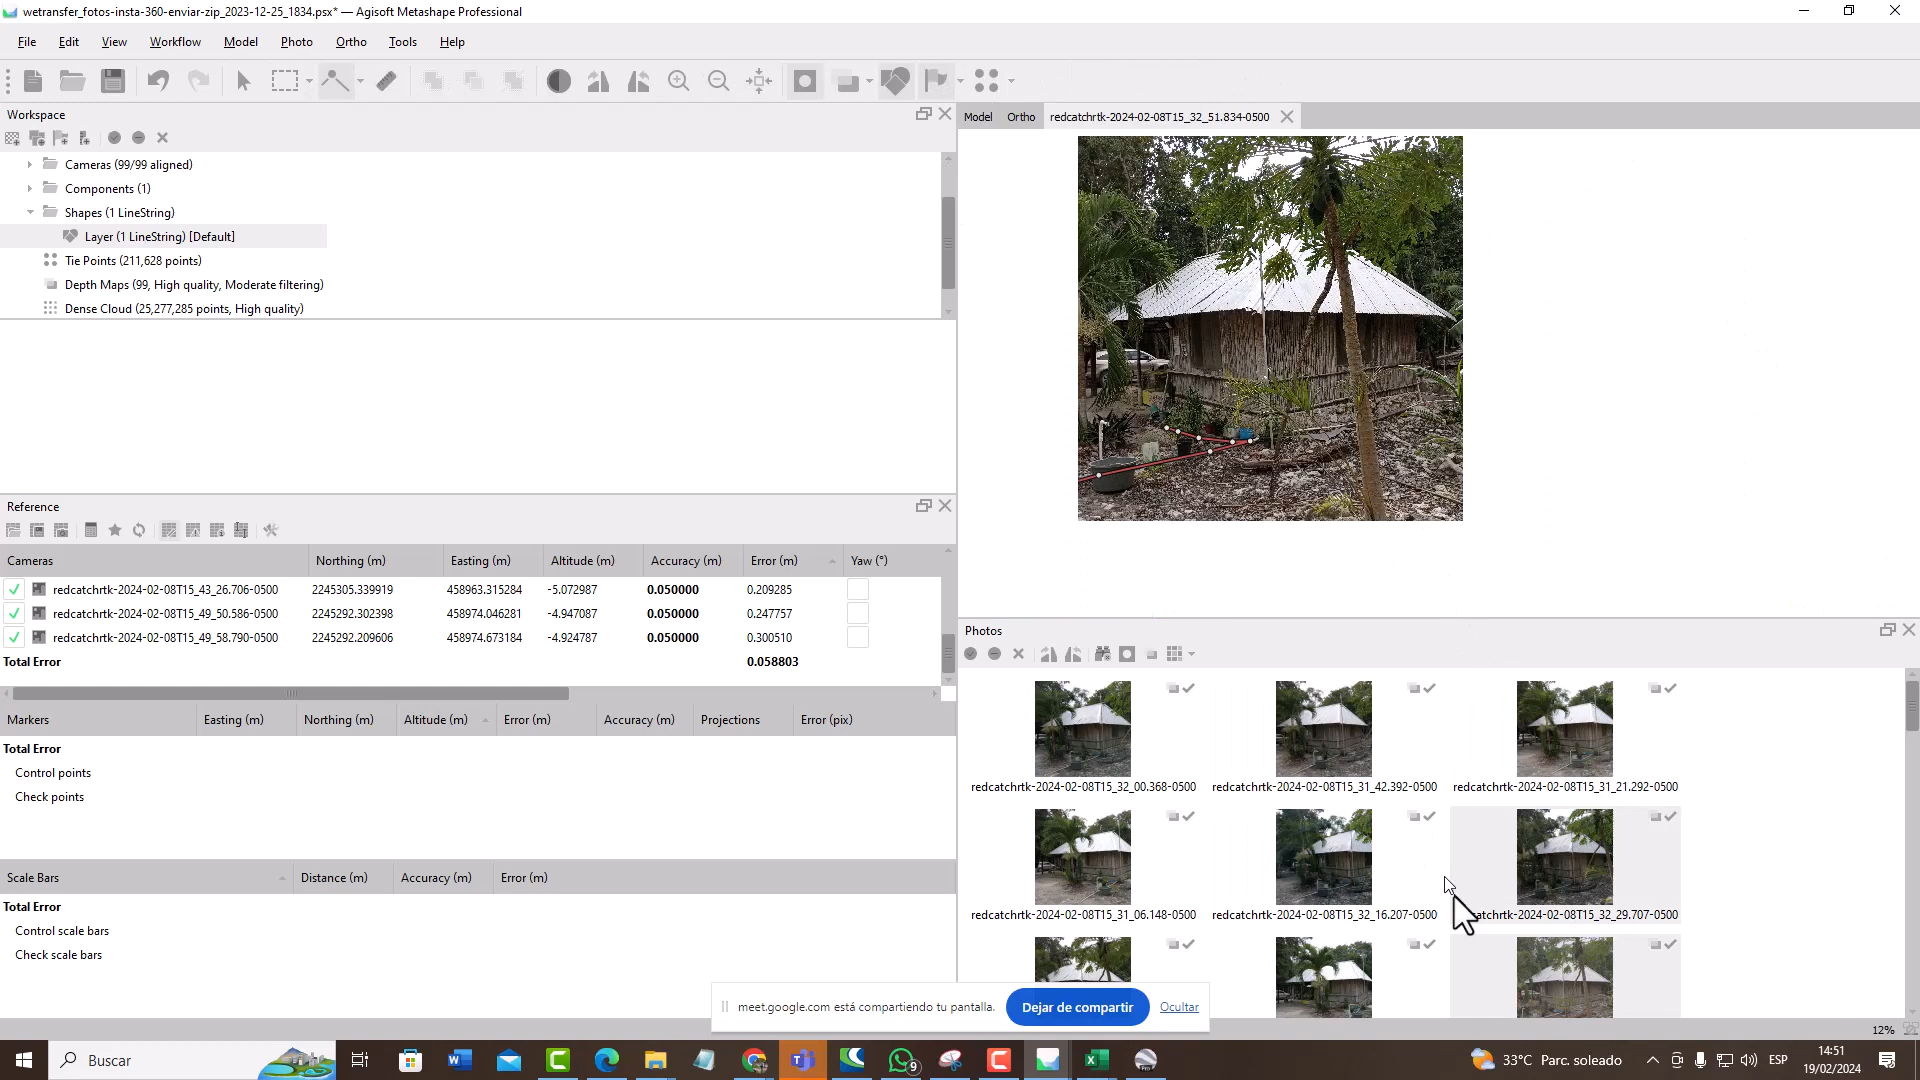 wetransfer_fotos-insta-360-enviar-zip_2023-12-25_1834.psx* — Agisoft Metashape Professional
File Edit View Workflow Model Photo Ortho Tools Help
Workspace
Cameras (99/99 aligned)
Components (1)
Shapes (1 LineString)
Layer (1 LineString) [Default]
Tie Points (211,628 points)
Depth Maps (99, High quality, Moderate filtering)
Dense Cloud (25,277,285 points, High quality)
Reference
Cameras Northing (m) Easting (m) Altitude (m) Accuracy (m) Error (m) Yaw (°)
redcatchrtk-2024-02-08T15_43_26.706-0500 2245305.339919 458963.315284 -5.072987 0.050000 0.209285
redcatchrtk-2024-02-08T15_49_50.586-0500 2245292.302398 458974.046281 -4.947087 0.050000 0.247757
redcatchrtk-2024-02-08T15_49_58.790-0500 2245292.209606 458974.673184 -4.924787 0.050000 0.300510
Total Error 0.058803
Markers Easting (m) Northing (m) Altitude (m) Error (m) Accuracy (m) Projections Error (pix)
Total Error
Control points
Check points
Scale Bars Distance (m) Accuracy (m) Error (m)
Total Error
Control scale bars
Check scale bars
Model Ortho redcatchrtk-2024-02-08T15_32_51.834-0500
Photos
redcatchrtk-2024-02-08T15_32_00.368-0500 redcatchrtk-2024-02-08T15_31_42.392-0500 redcatchrtk-2024-02-08T15_31_21.292-0500
redcatchrtk-2024-02-08T15_31_06.148-0500 redcatchrtk-2024-02-08T15_32_16.207-0500 catchrtk-2024-02-08T15_32_29.707-0500
meet.google.com está compartiendo tu pantalla. Dejar de compartir Ocultar
12%
Buscar
9
33°C Parc. soleado
ESP
14:51
19/02/2024